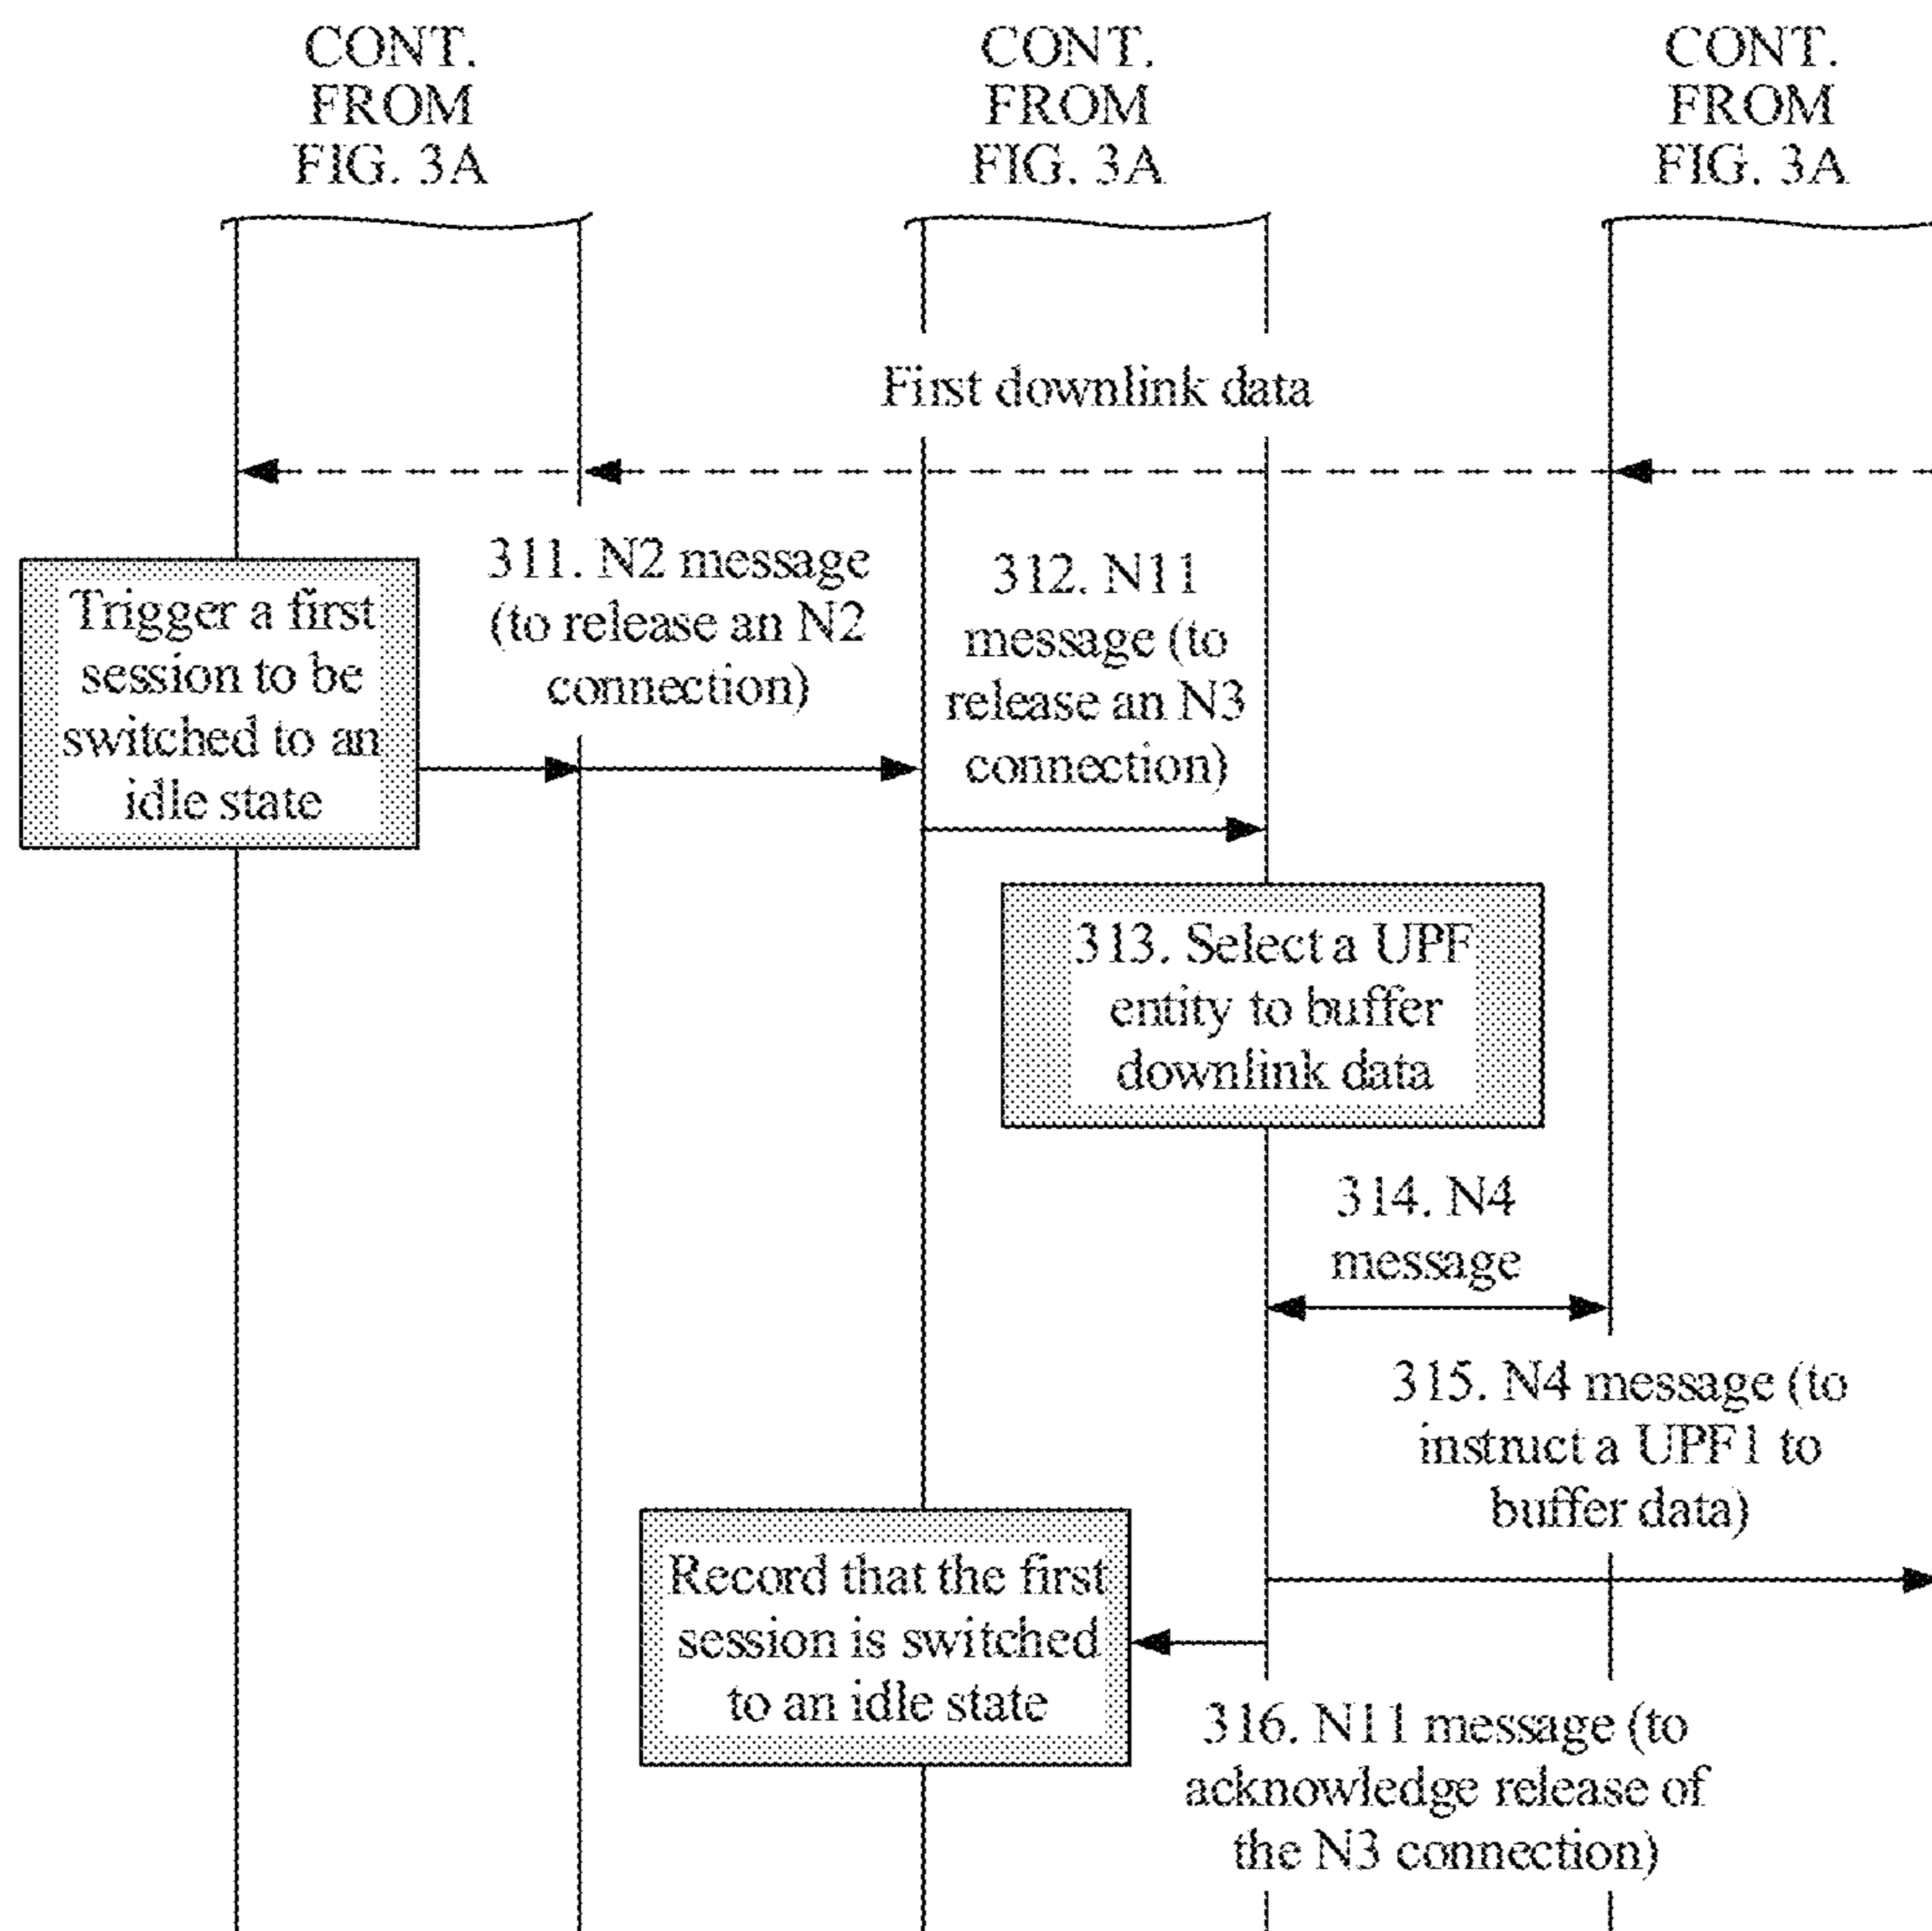 CONT.
FROM
FIG. 3A
CONT.
FROM
FIG. 3A
CONT.
FROM
FIG. 3A
First downlink data
Trigger a first
session to be
switched to an
idle state
311. N2 message
(to release an N2
connection)
312. N11
message (to
release an N3
connection)
313. Select a UPF
entity to buffer
downlink data
314. N4
message
315. N4 message (to
instruct a UPF1 to
buffer data)
Record that the first
session is switched
to an idle state
316. N11 message (to
acknowledge release of
the N3 connection)